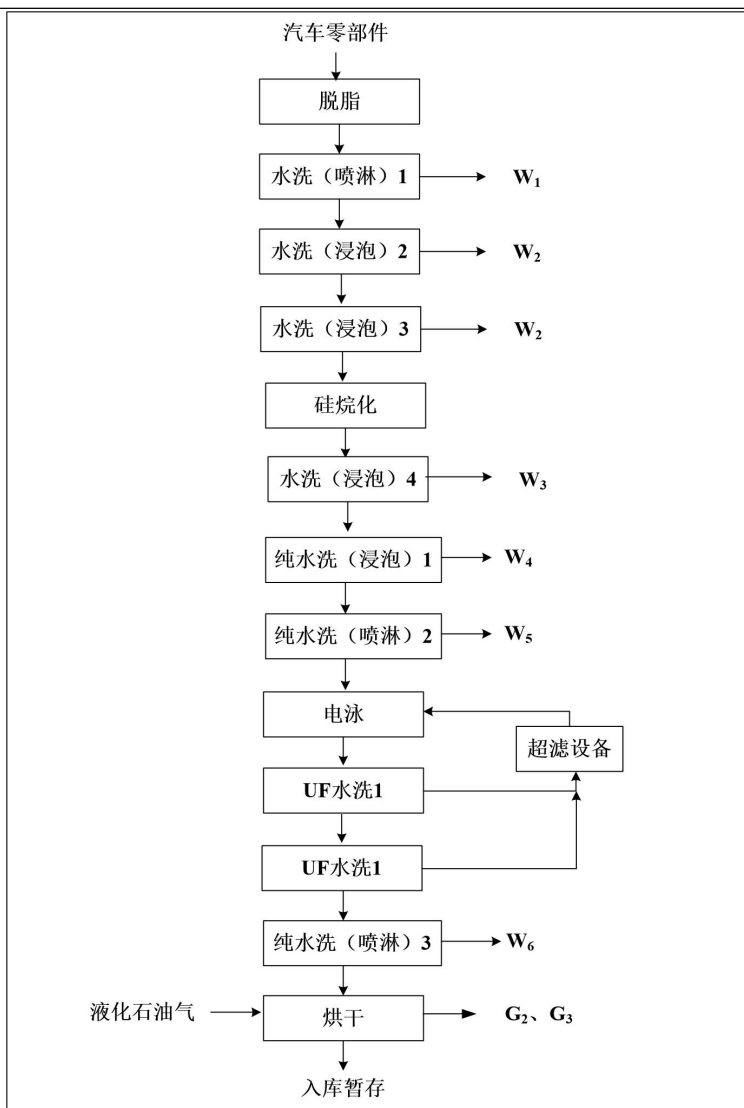 汽车零部件
脱脂
水洗（喷淋）1 W₁
水洗（浸泡）2 W₂
水洗（浸泡）3 W₂
硅烷化
水洗（浸泡）4 W₃
纯水洗（浸泡）1 W₄
纯水洗（喷淋）2 W₅
电泳
超滤设备
UF水洗1
UF水洗1
纯水洗（喷淋）3 W₆
液化石油气 烘干 G₂、G₃
入库暂存